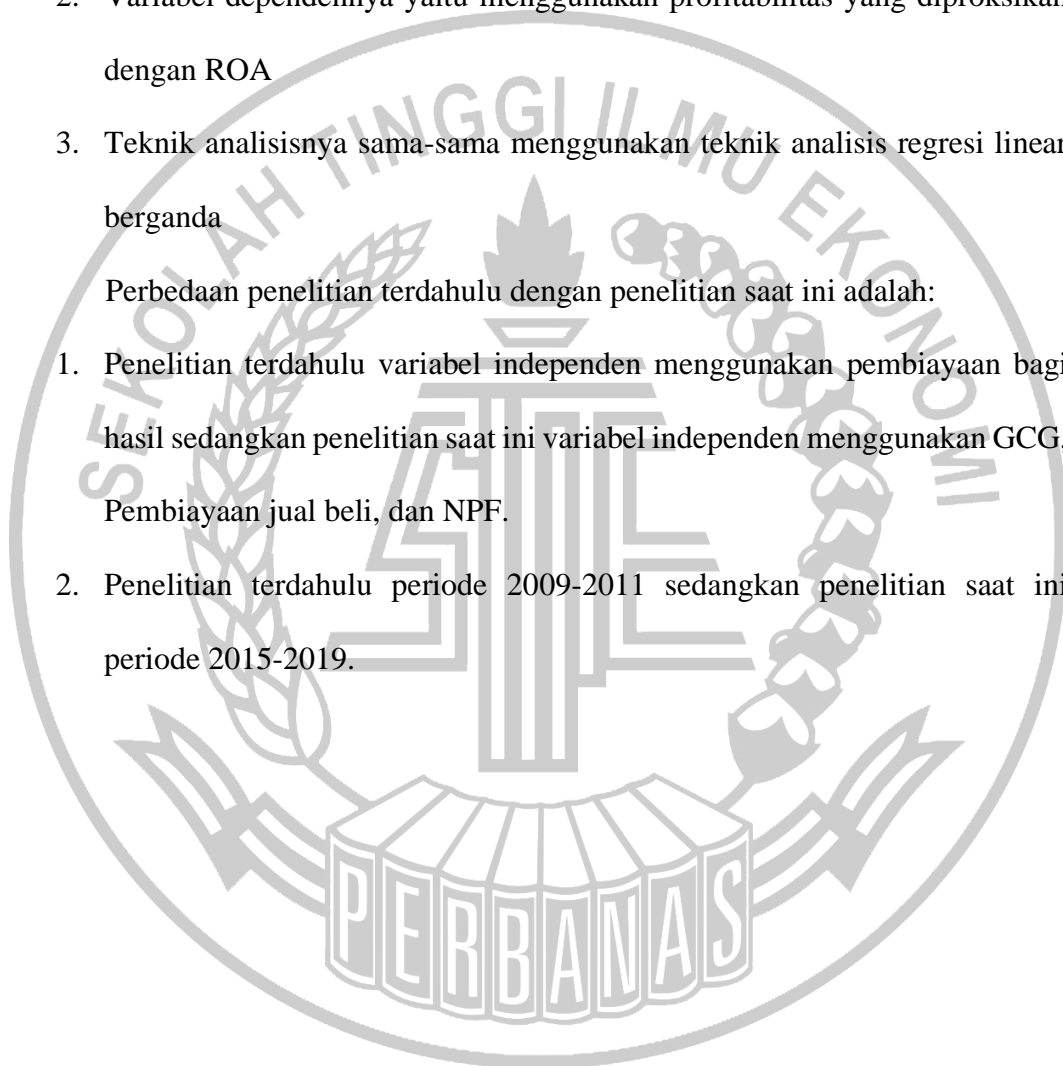 2. Variabel dependennya yaitu menggunakan profitabilitas yang diproksikan
dengan ROA
3. Teknik analisisnya sama-sama menggunakan teknik analisis regresi linear
berganda
Perbedaan penelitian terdahulu dengan penelitian saat ini adalah:
1. Penelitian terdahulu variabel independen menggunakan pembiayaan bagi
hasil sedangkan penelitian saat ini variabel independen menggunakan GCG,
Pembiayaan jual beli, dan NPF.
2. Penelitian terdahulu periode 2009-2011 sedangkan penelitian saat ini
periode 2015-2019.
SEKOLAH TINGGI ILMU EKONOMI
PERBANAS